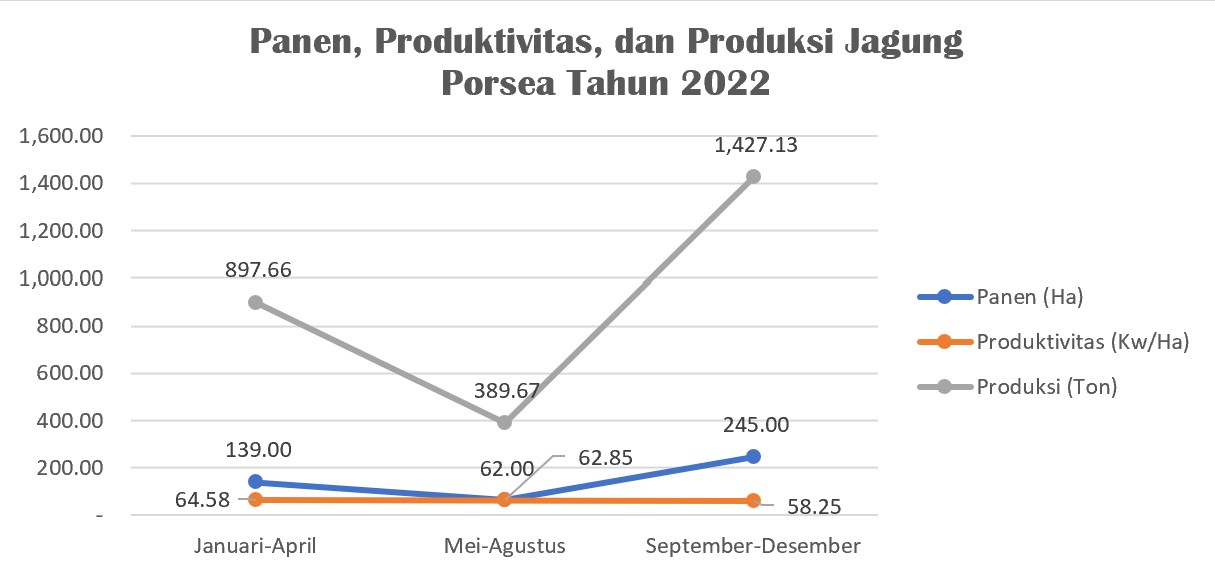 Panen, Produktivitas, dan Produksi Jagung
Porsea Tahun 2022
1,600.00
1,400.00
1,200.00
1,000.00
800.00
600.00
400.00
200.00
-
897.66
389.67
1,427.13
139.00
62.00
245.00
64.58
62.85
58.25
Januari-April
Mei-Agustus
September-Desember
Panen (Ha)
Produktivitas (Kw/Ha)
Produksi (Ton)